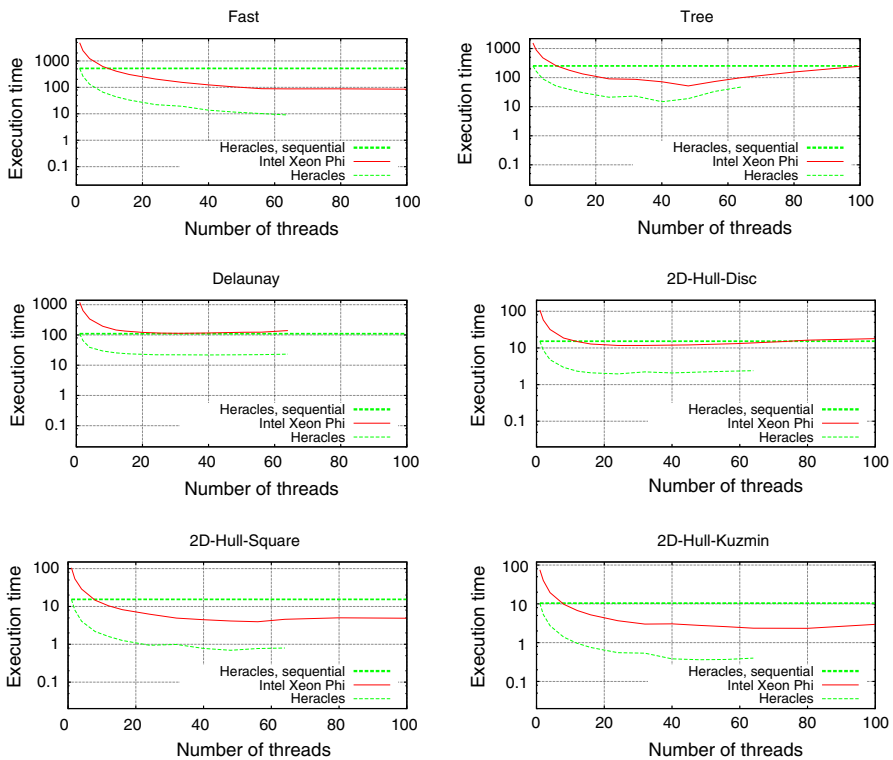 Fast
Execution time
1000
100
10
1
0.1
Heracles, sequential
Intel Xeon Phi
Heracles
0 20 40 60 80 100
Number of threads
Tree
Execution time
1000
100
10
1
0.1
Heracles, sequential
Intel Xeon Phi
Heracles
0 20 40 60 80 100
Number of threads
Delaunay
Execution time
1000
100
10
1
0.1
Heracles, sequential
Intel Xeon Phi
Heracles
0 20 40 60 80 100
Number of threads
2D-Hull-Disc
Execution time
100
10
1
0.1
Heracles, sequential
Intel Xeon Phi
Heracles
0 20 40 60 80 100
Number of threads
2D-Hull-Square
Execution time
100
10
1
0.1
Heracles, sequential
Intel Xeon Phi
Heracles
0 20 40 60 80 100
Number of threads
2D-Hull-Kuzmin
Execution time
100
10
1
0.1
Heracles, sequential
Intel Xeon Phi
Heracles
0 20 40 60 80 100
Number of threads